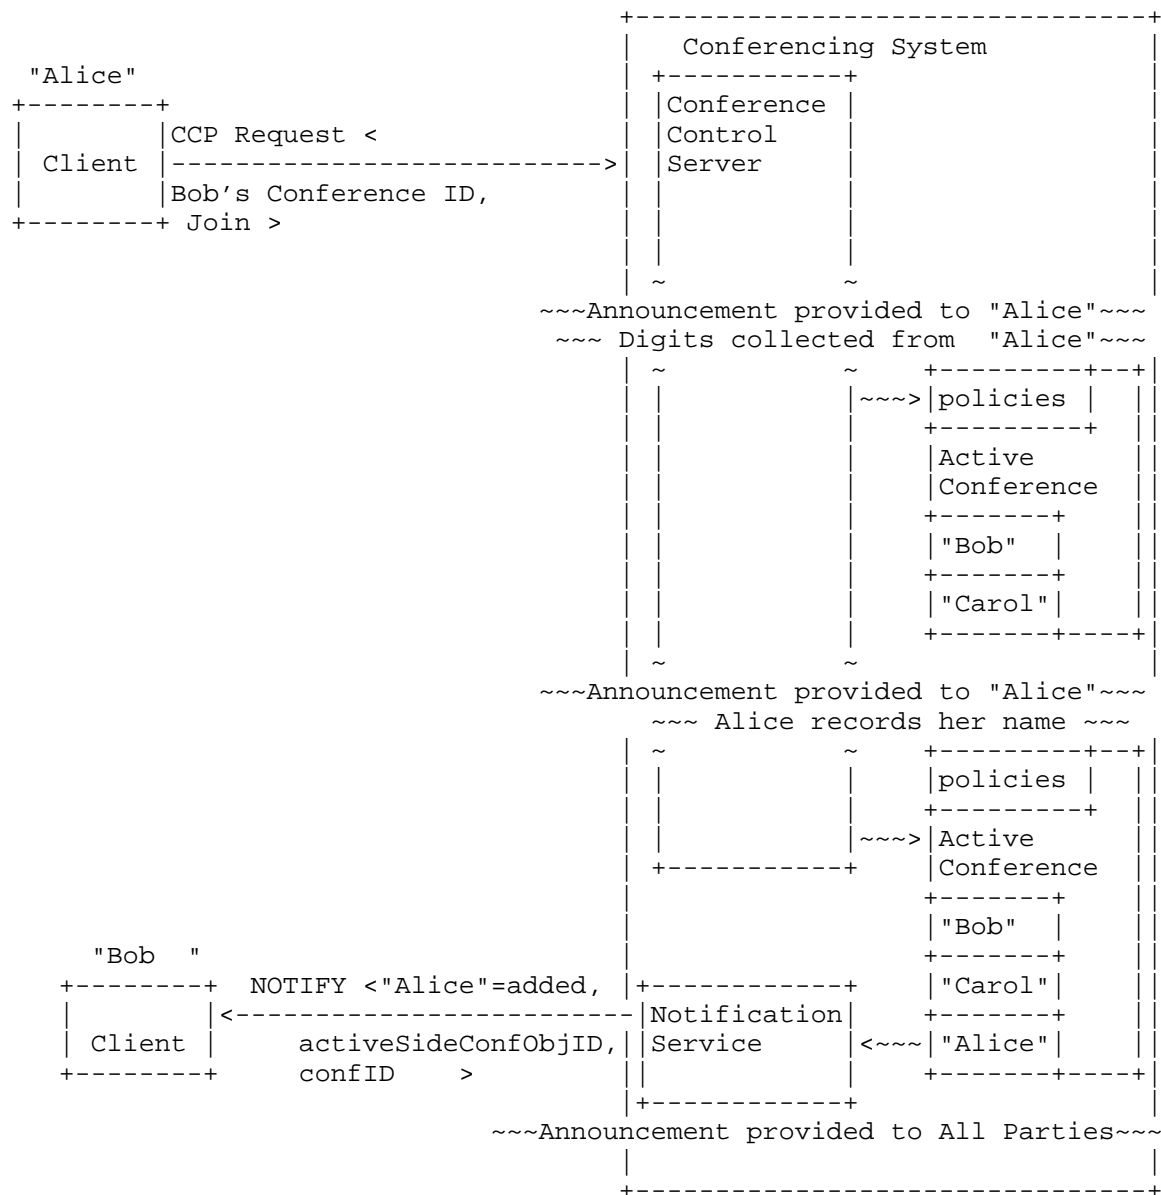 Conferencing System
"Alice"
Conference
CCP Request <
Control
Client
Server
Bob's Conference ID,
Join >
~~~Announcement provided to "Alice"~~~
~~~ Digits collected from  "Alice"~~~
~~~>
policies
Active
Conference
"Bob"
"Carol"
~~~Announcement provided to "Alice"~~~
~~~ Alice records her name ~~~
policies
~~~>
Active
Conference
"Bob"
"Bob  "
NOTIFY <"Alice"=added,
"Carol"
Notification
Client
activeSideConfObjID,
Service
<~~~
"Alice"
confID    >
~~~Announcement provided to All Parties~~~